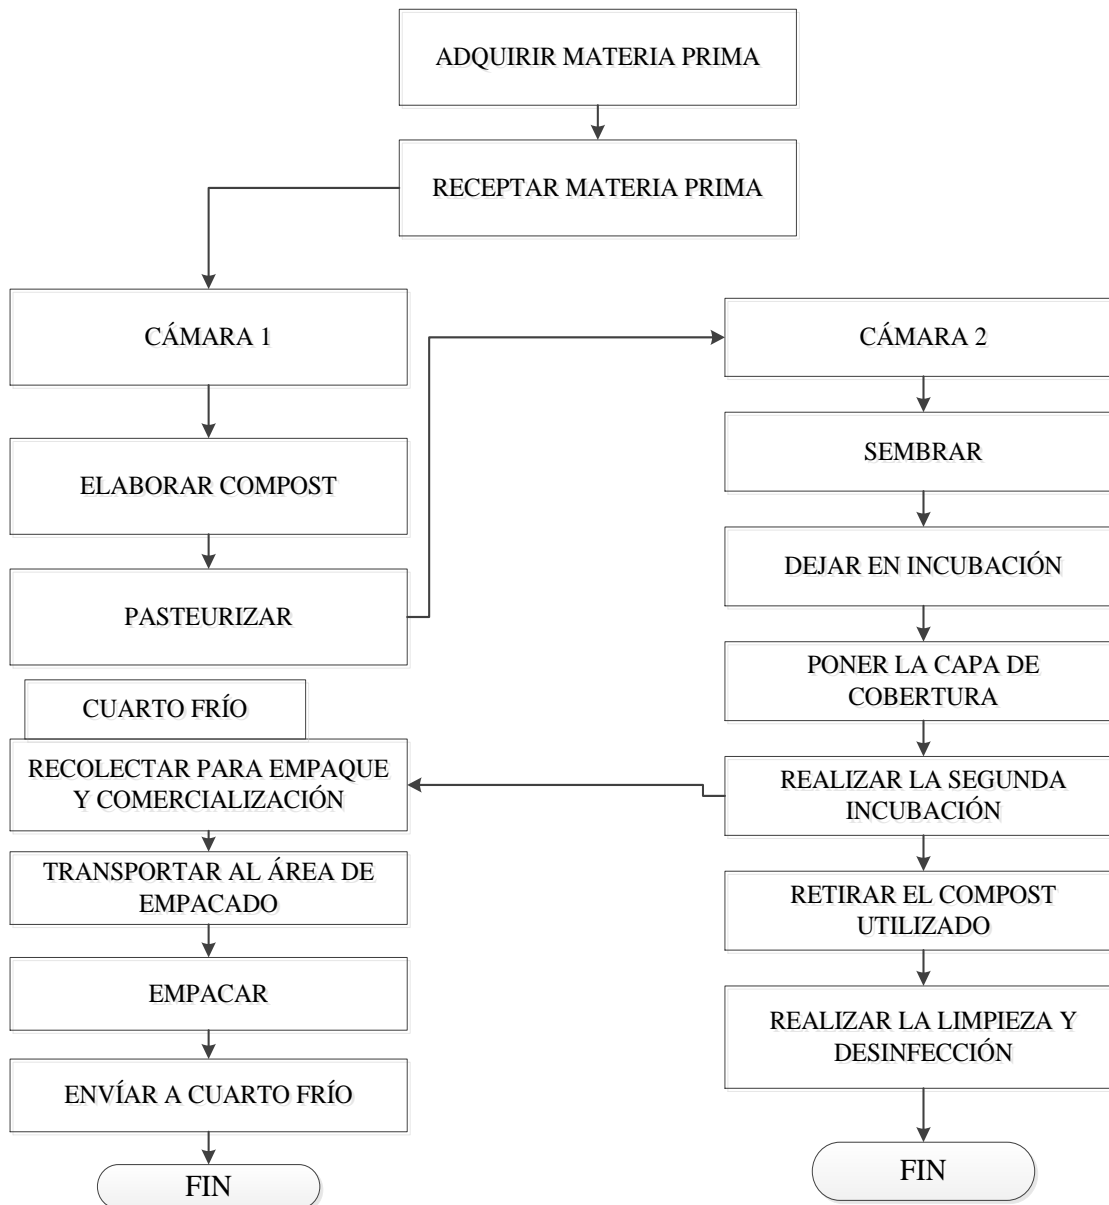 ADQUIRIR MATERIA PRIMA
RECEPTAR MATERIA PRIMA
CÁMARA 1
ELABORAR COMPOST
PASTEURIZAR
CUARTO FRÍO
RECOLECTAR PARA EMPAQUE
Y COMERCIALIZACIÓN
TRANSPORTAR AL ÁREA DE
EMPACADO
EMPACAR
ENVÍAR A CUARTO FRÍO
FIN
CÁMARA 2
SEMBRAR
DEJAR EN INCUBACIÓN
PONER LA CAPA DE
COBERTURA
REALIZAR LA SEGUNDA
INCUBACIÓN
RETIRAR EL COMPOST
UTILIZADO
REALIZAR LA LIMPIEZA Y
DESINFECCIÓN
FIN